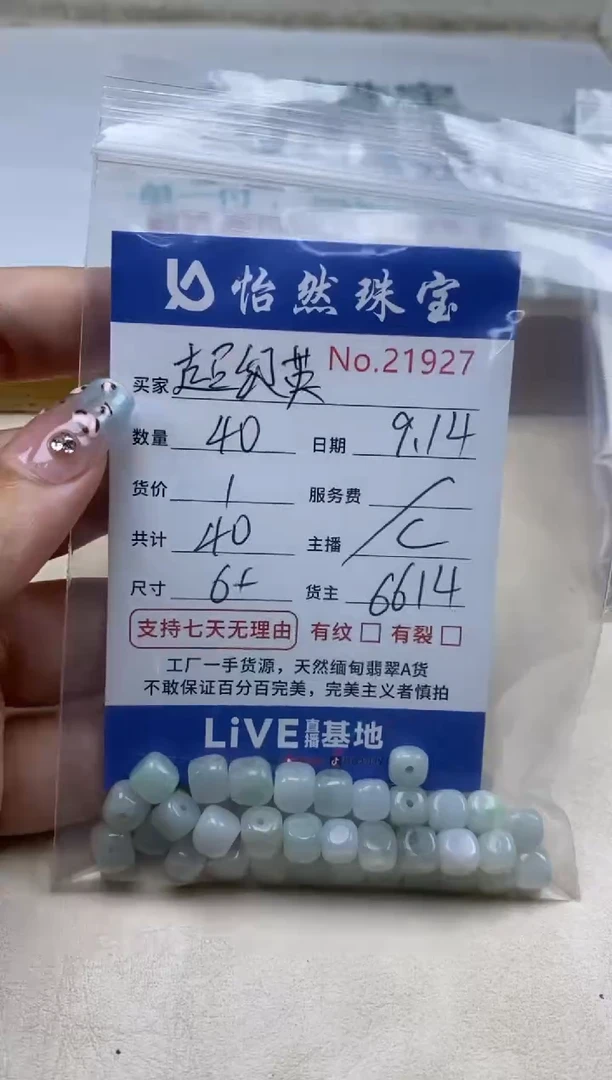 怡然珠宝
No.21927
买家
数量 40 日期 9.14
货价 1 服务费 /
共计 40 主播 C
尺寸 6+ 货主 6614
支持七天无理由 有纹 有裂
工厂一手货源，天然缅甸翡翠A货
不敢保证百分百完美，完美主义者慎拍
LiVE直播基地